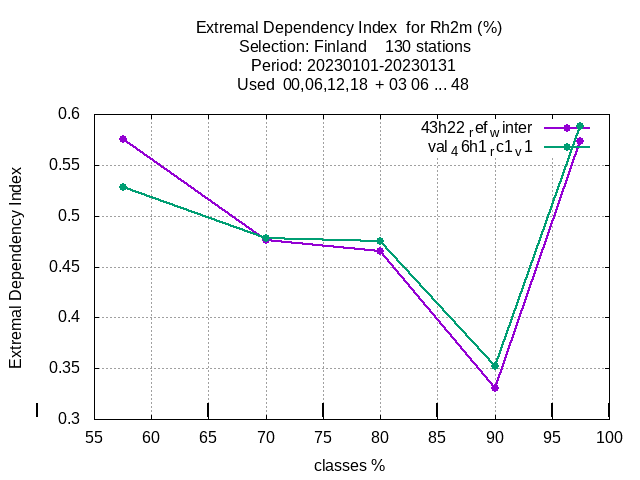 Extremal Dependency Index  for Rh2m (%)
Selection: Finland    130 stations
Period: 20230101-20230131
Used  00,06,12,18  + 03 06 ... 48
43h22 ref winter
val 4 6h1 r c1 v 1
Extremal Dependency Index
0.6
0.55
0.5
0.45
0.4
0.35
0.3
55 60 65 70 75 80 85 90 95 100
classes %